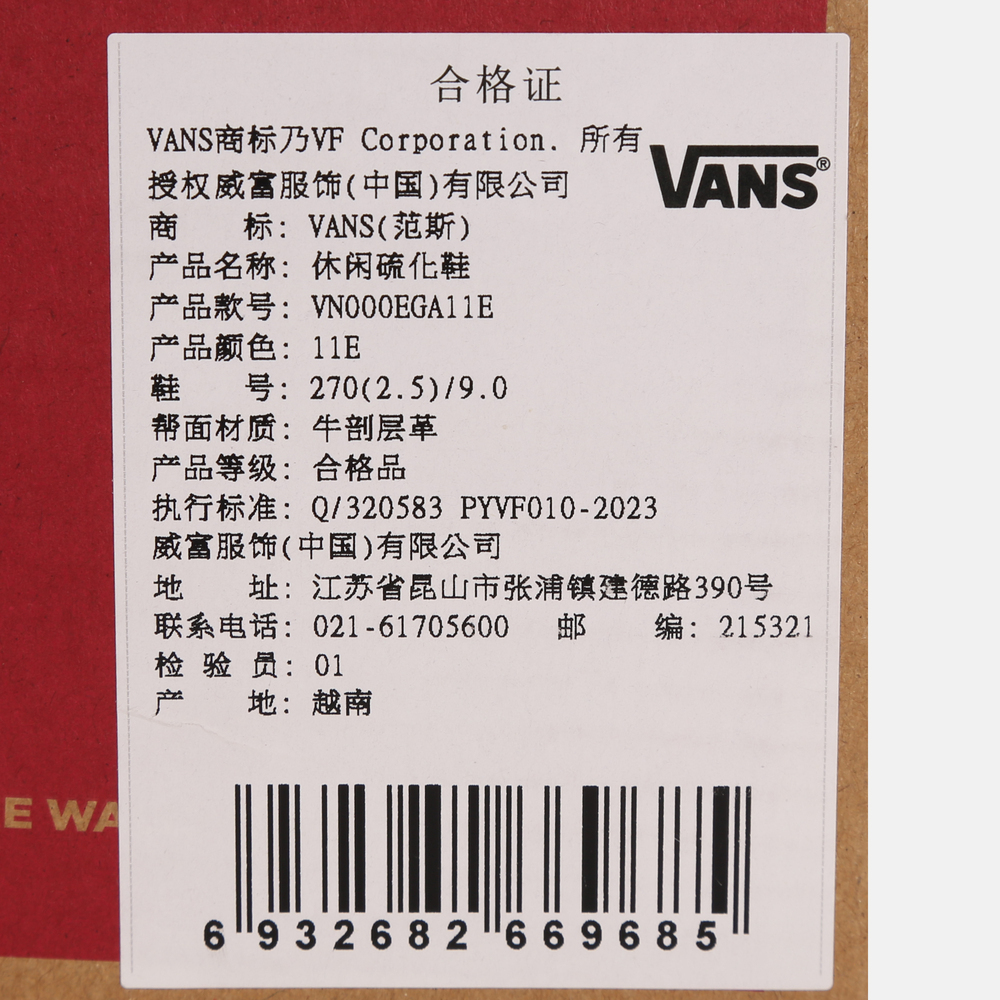 合格证
VANS商标乃VF Corporation. 所有
授权威富服饰(中国)有限公司
VANS®
商 标: VANS(范斯)
产品名称: 休闲硫化鞋
产品款号: VN000EGA11E
产品颜色: 11E
鞋 号: 270(2.5)/9.0
帮面材质: 牛剖层革
产品等级: 合格品
执行标准: Q/320583 PYVF010-2023
威富服饰(中国)有限公司
地 址: 江苏省昆山市张浦镇建德路390号
联系电话: 021-61705600 邮 编: 215321
检 验 员: 01
产 地: 越南
E WA
6 932682 669685